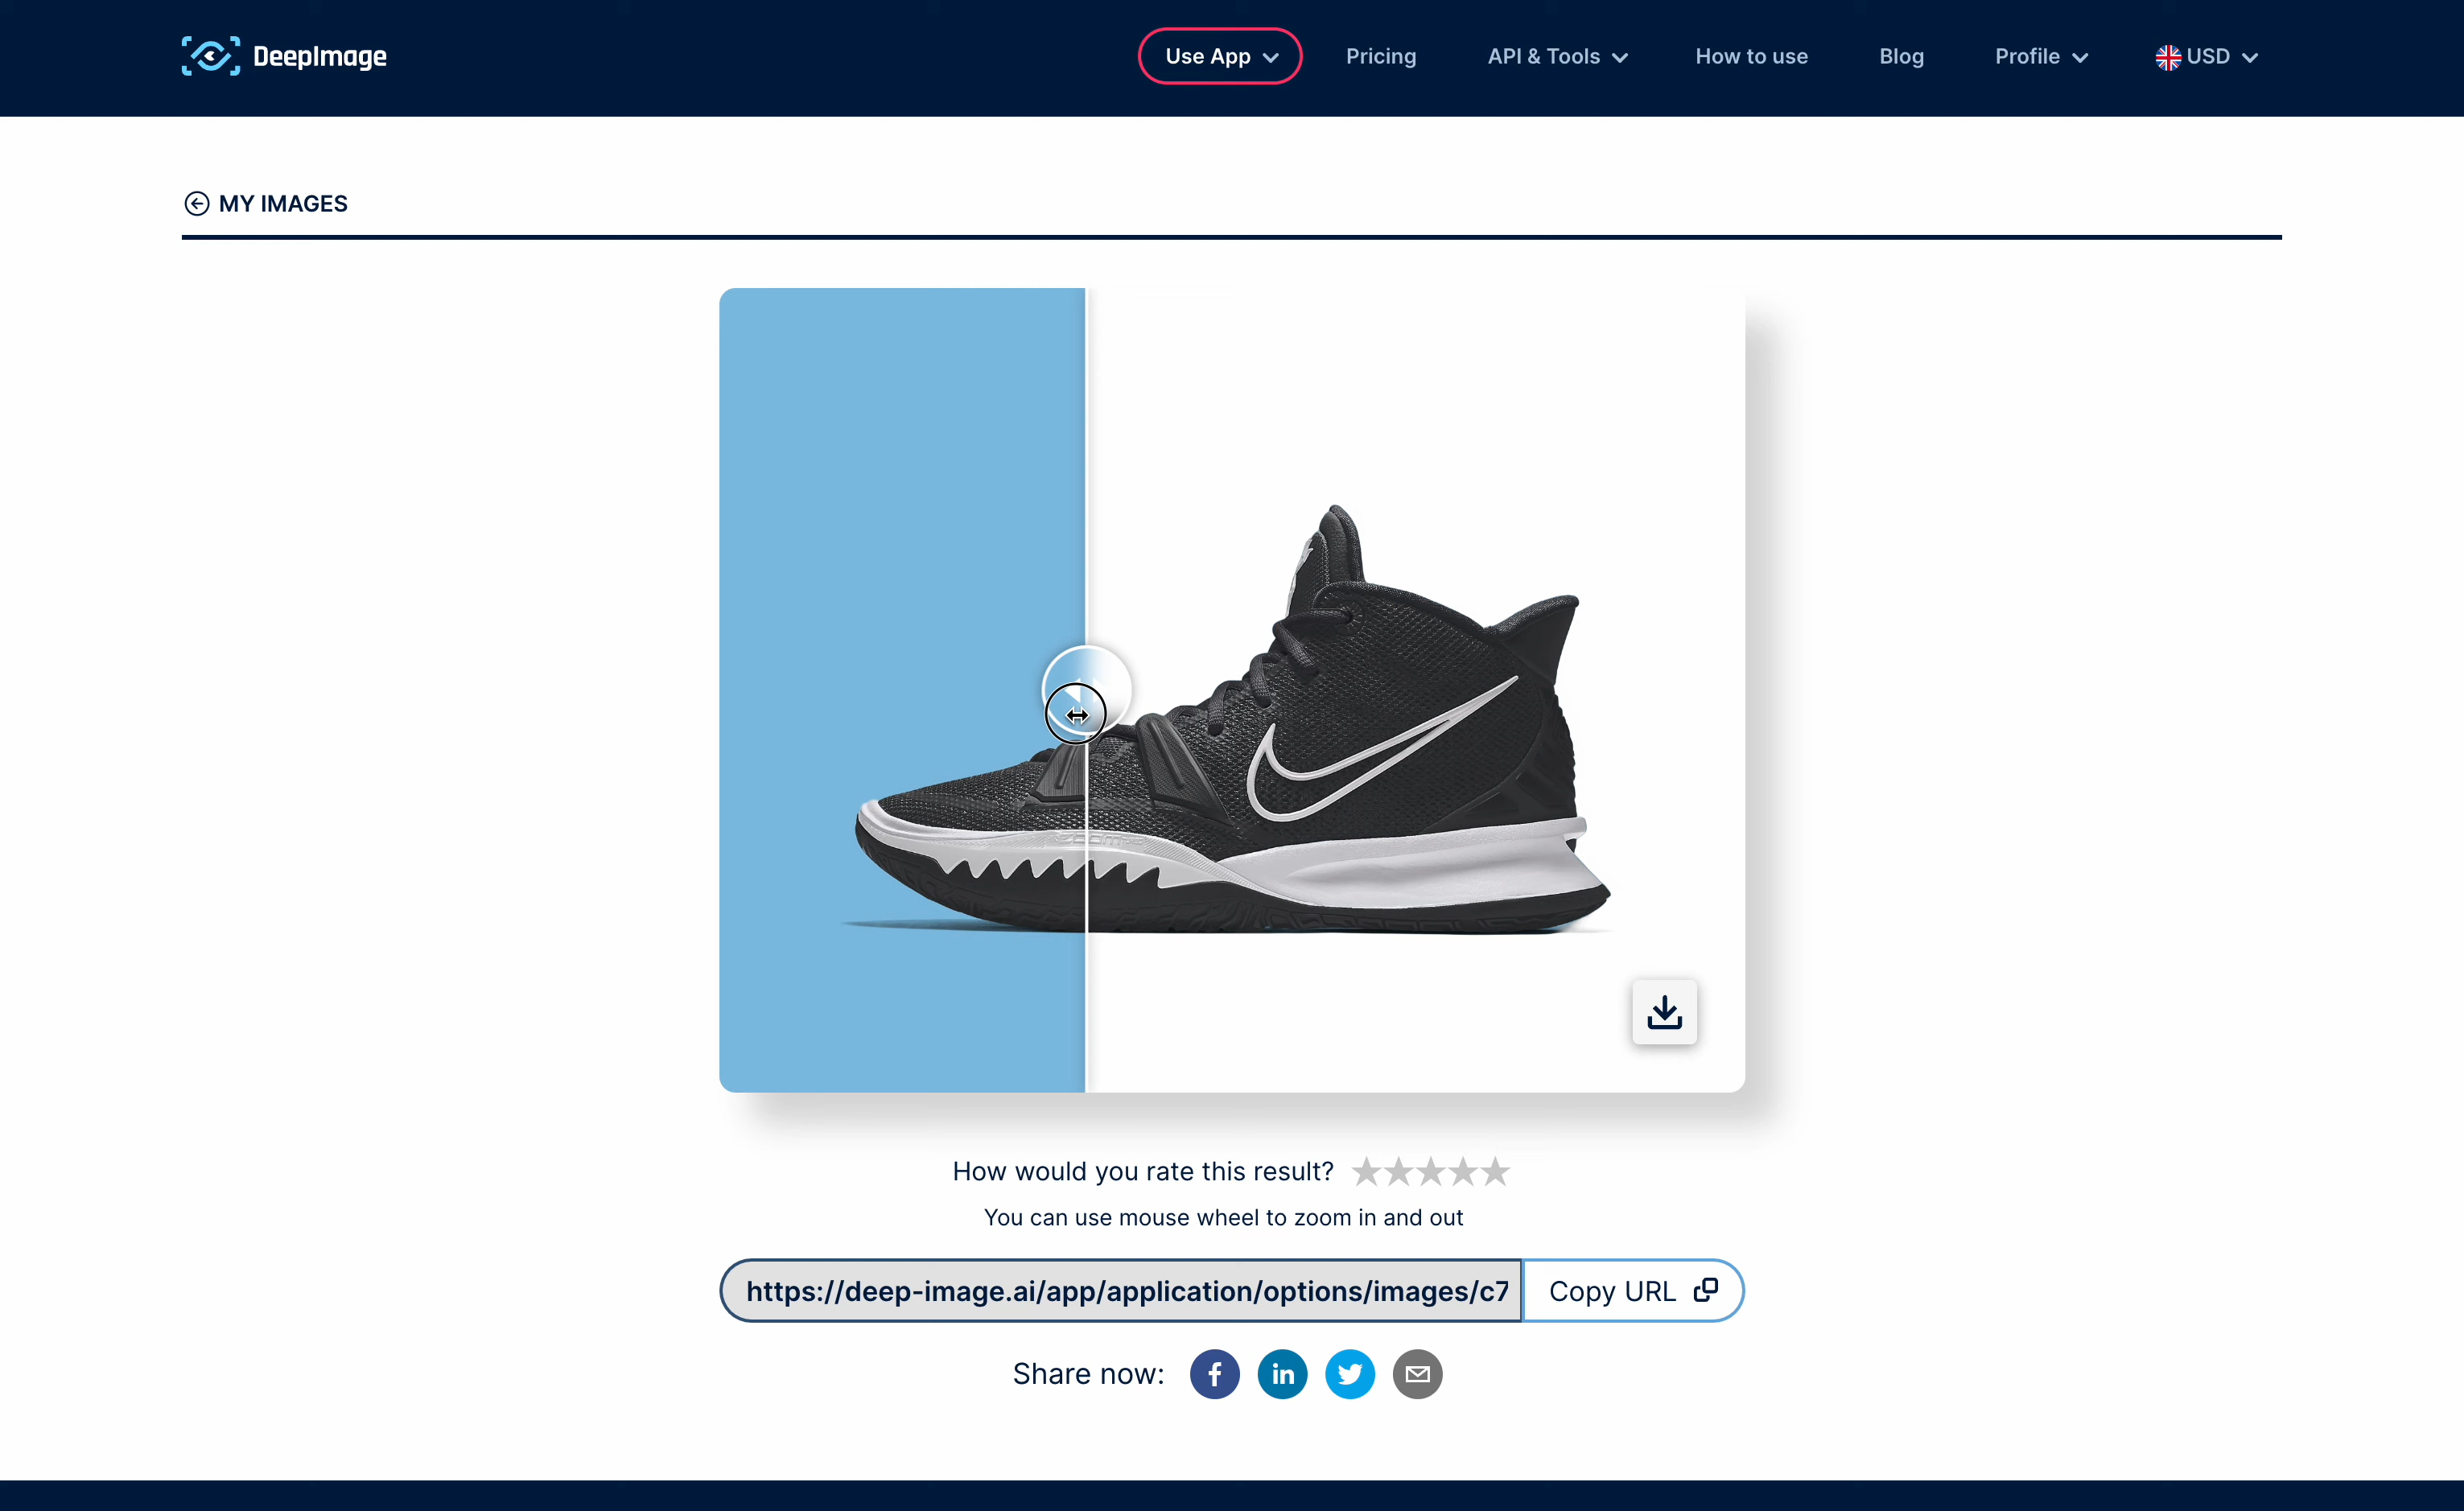 DeepImage
Use App
Pricing
API & Tools
How to use
Blog
Profile
USD
MY IMAGES
How would you rate this result?
You can use mouse wheel to zoom in and out
https://deep-image.ai/app/application/options/images/c7
Copy URL
Share now: